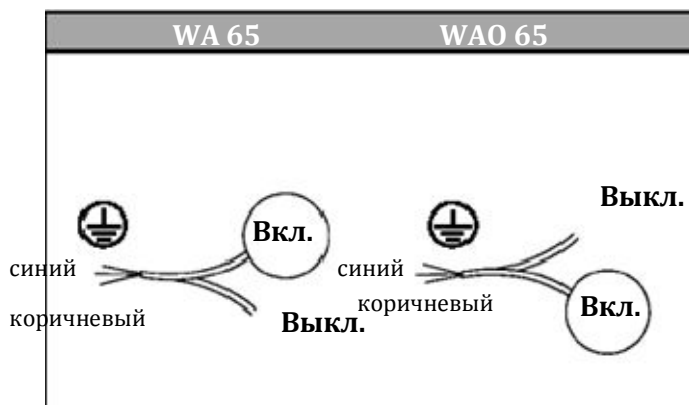 WA 65
WAO 65
Вкл.
Выкл.
синий
коричневый
Выкл.
синий
коричневый
Вкл.